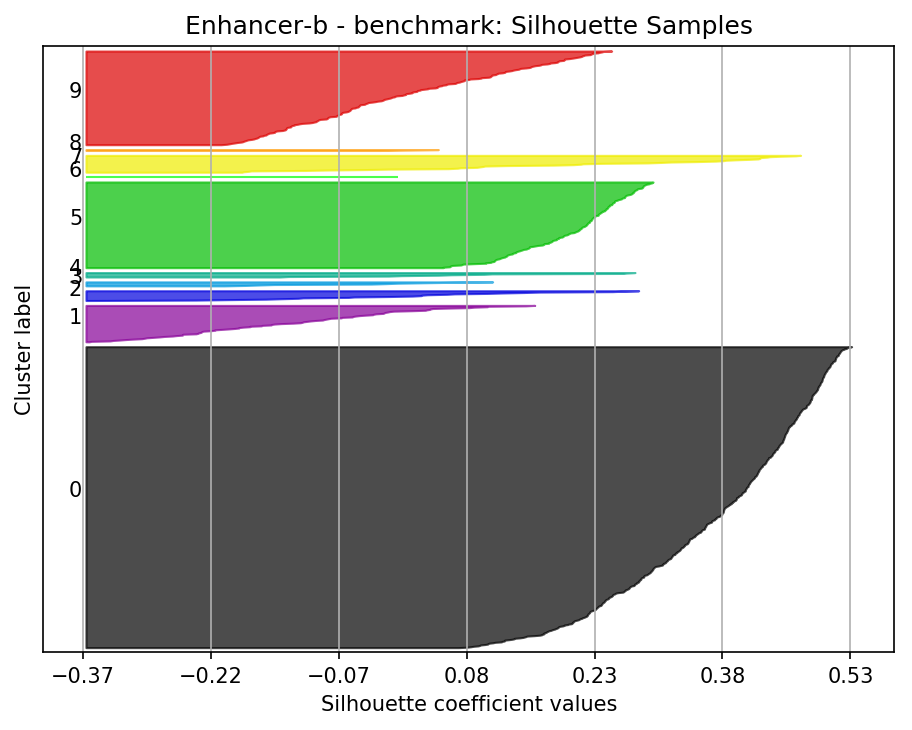 Enhancer-b - benchmark: Silhouette Samples
9
8
7
6
5
4
3
2
1
0
Cluster label
−0.37 −0.22 −0.07 0.08 0.23 0.38 0.53
Silhouette coefficient values